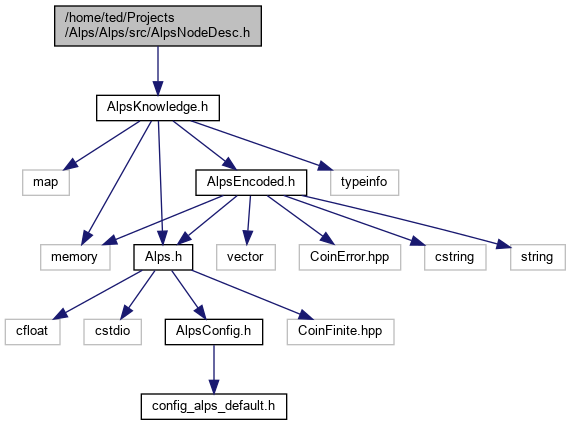 /home/ted/Projects
/Alps/Alps/src/AlpsNodeDesc.h
AlpsKnowledge.h
map
AlpsEncoded.h
typeinfo
memory
Alps.h
vector
CoinError.hpp
cstring
string
cfloat
cstdio
AlpsConfig.h
CoinFinite.hpp
config_alps_default.h